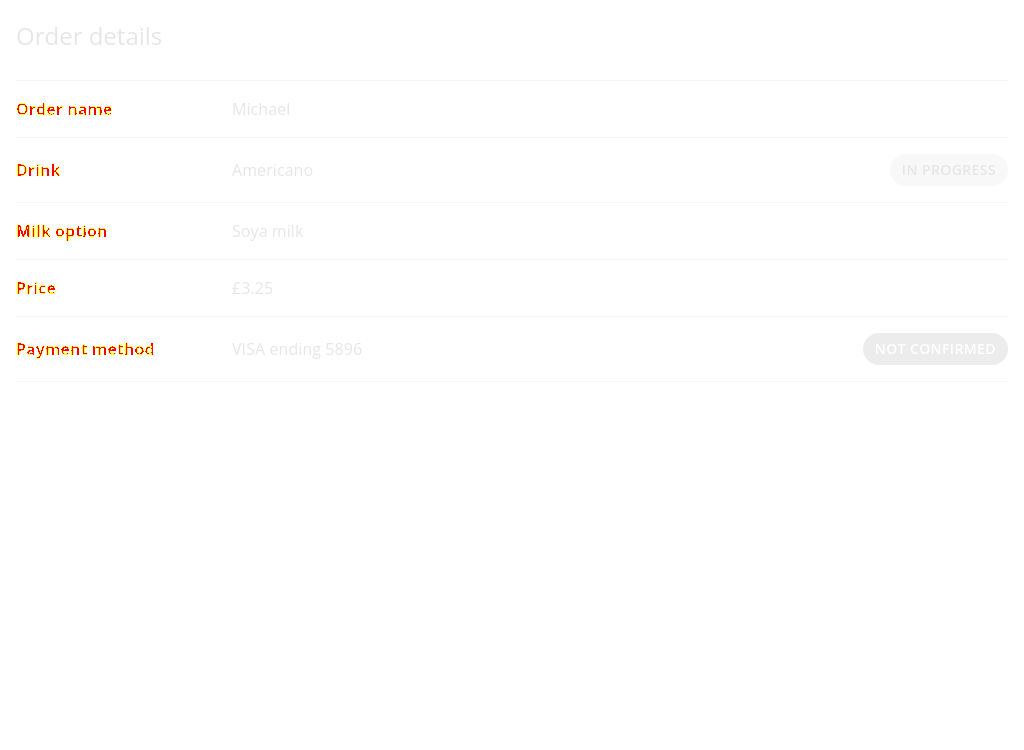 Order details
Order name Michael
Drink Americano IN PROGRESS
Milk option Soya milk
Price £3.25
Payment method VISA ending 5896 NOT CONFIRMED